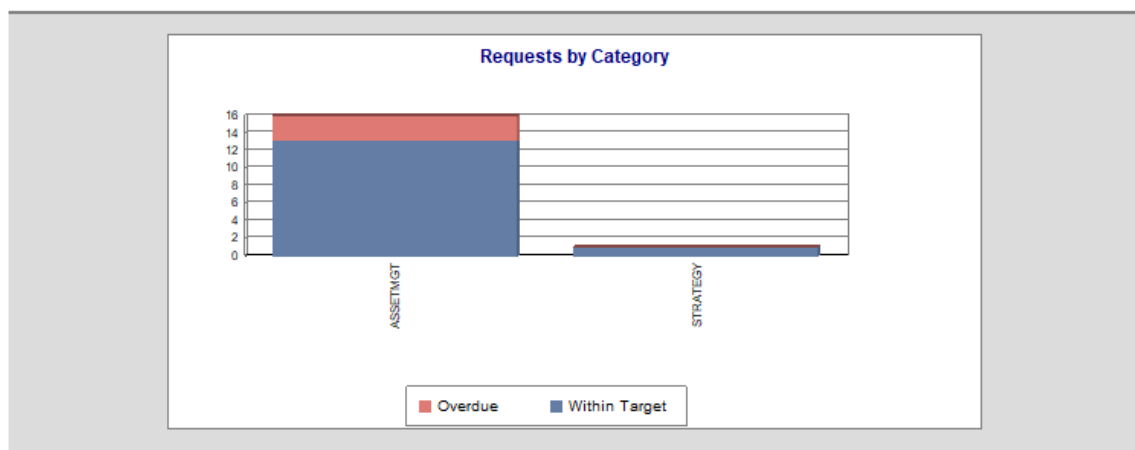 Requests by Category
16
14
12
10
8
6
4
2
0
ASSETMGT
STRATEGY
Overdue
Within Target